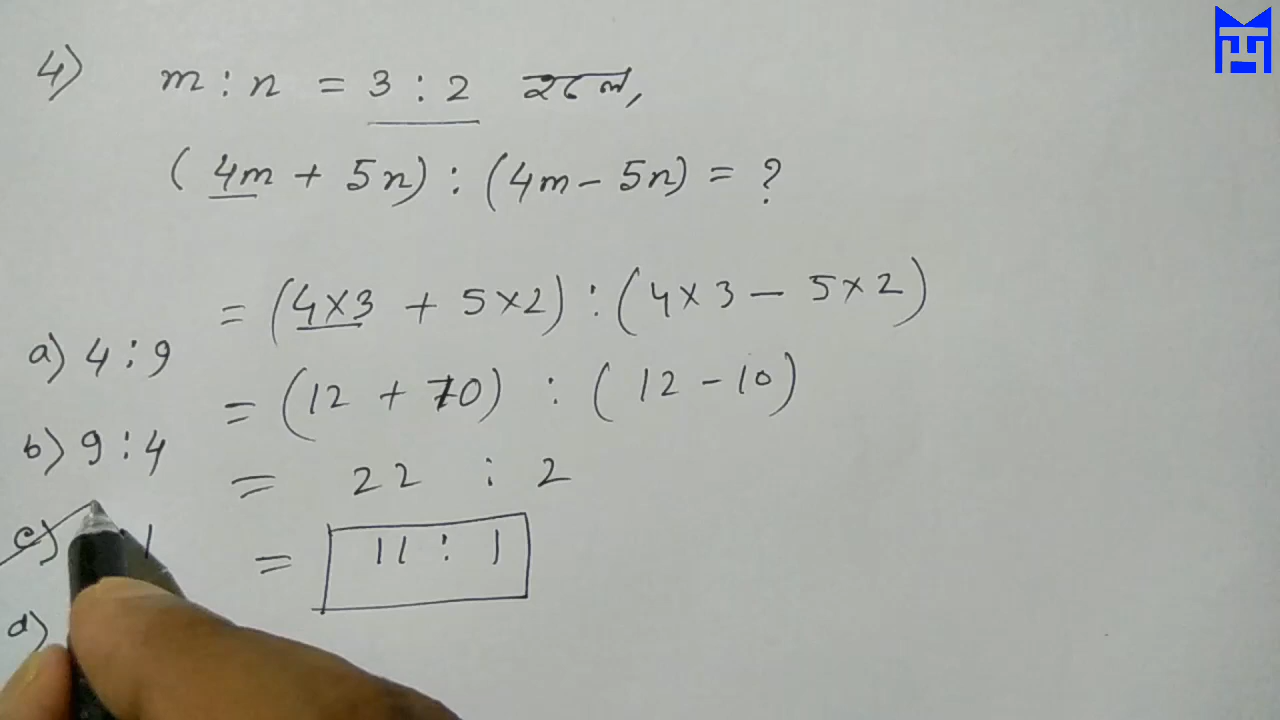 4) m : n = 3 : 2 হলে,
(4m + 5n) : (4m - 5n) = ?
= (4×3 + 5×2) : (4×3 - 5×2)
= (12 + 10) : (12 - 10)
= 22 : 2
= 11 : 1
a) 4 : 9
b) 9 : 4
c) : 1
d)